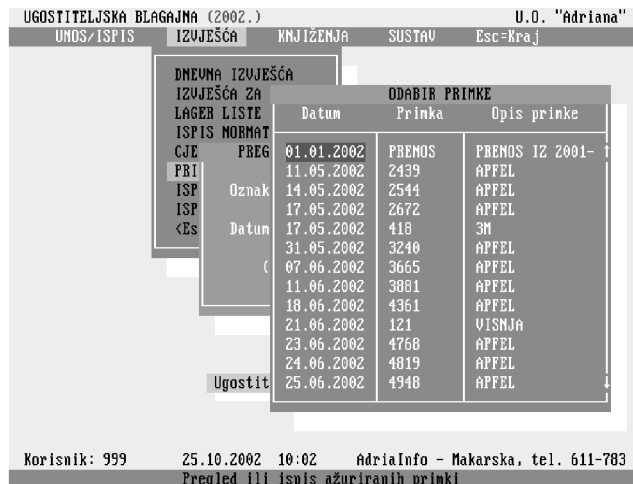 UGOSTITELJSKA BLAGAJNA (2002.) U.O. "Adriana"
UNOS/ISPIS IZVJEŠĆA KNJIŽENJA SUSTAV Esc=Kraj
DNEVNA IZVJEŠĆA
IZVJEŠĆA ZA
LAGER LISTE
ISPIS NORMAT
CJE
PRI
ISP
ISP
<Es
PREG
Oznak
Datum
(
ODABIR PRIMKE
Datum Primka Opis primke
01.01.2002 PRENOS PRENOS IZ 2001- ↑
11.05.2002 2439 APFEL
14.05.2002 2544 APFEL
17.05.2002 2672 APFEL
17.05.2002 418 3M
31.05.2002 3240 APFEL
07.06.2002 3665 APFEL
11.06.2002 3881 APFEL
18.06.2002 4361 APFEL
21.06.2002 121 VISNJA
23.06.2002 4768 APFEL
24.06.2002 4819 APFEL
25.06.2002 4948 APFEL ↓
Ugostit
Korisnik: 999 25.10.2002 10:02 AdriaInfo - Makarska, tel. 611-783
Pregled ili ispis ažuriranih primki